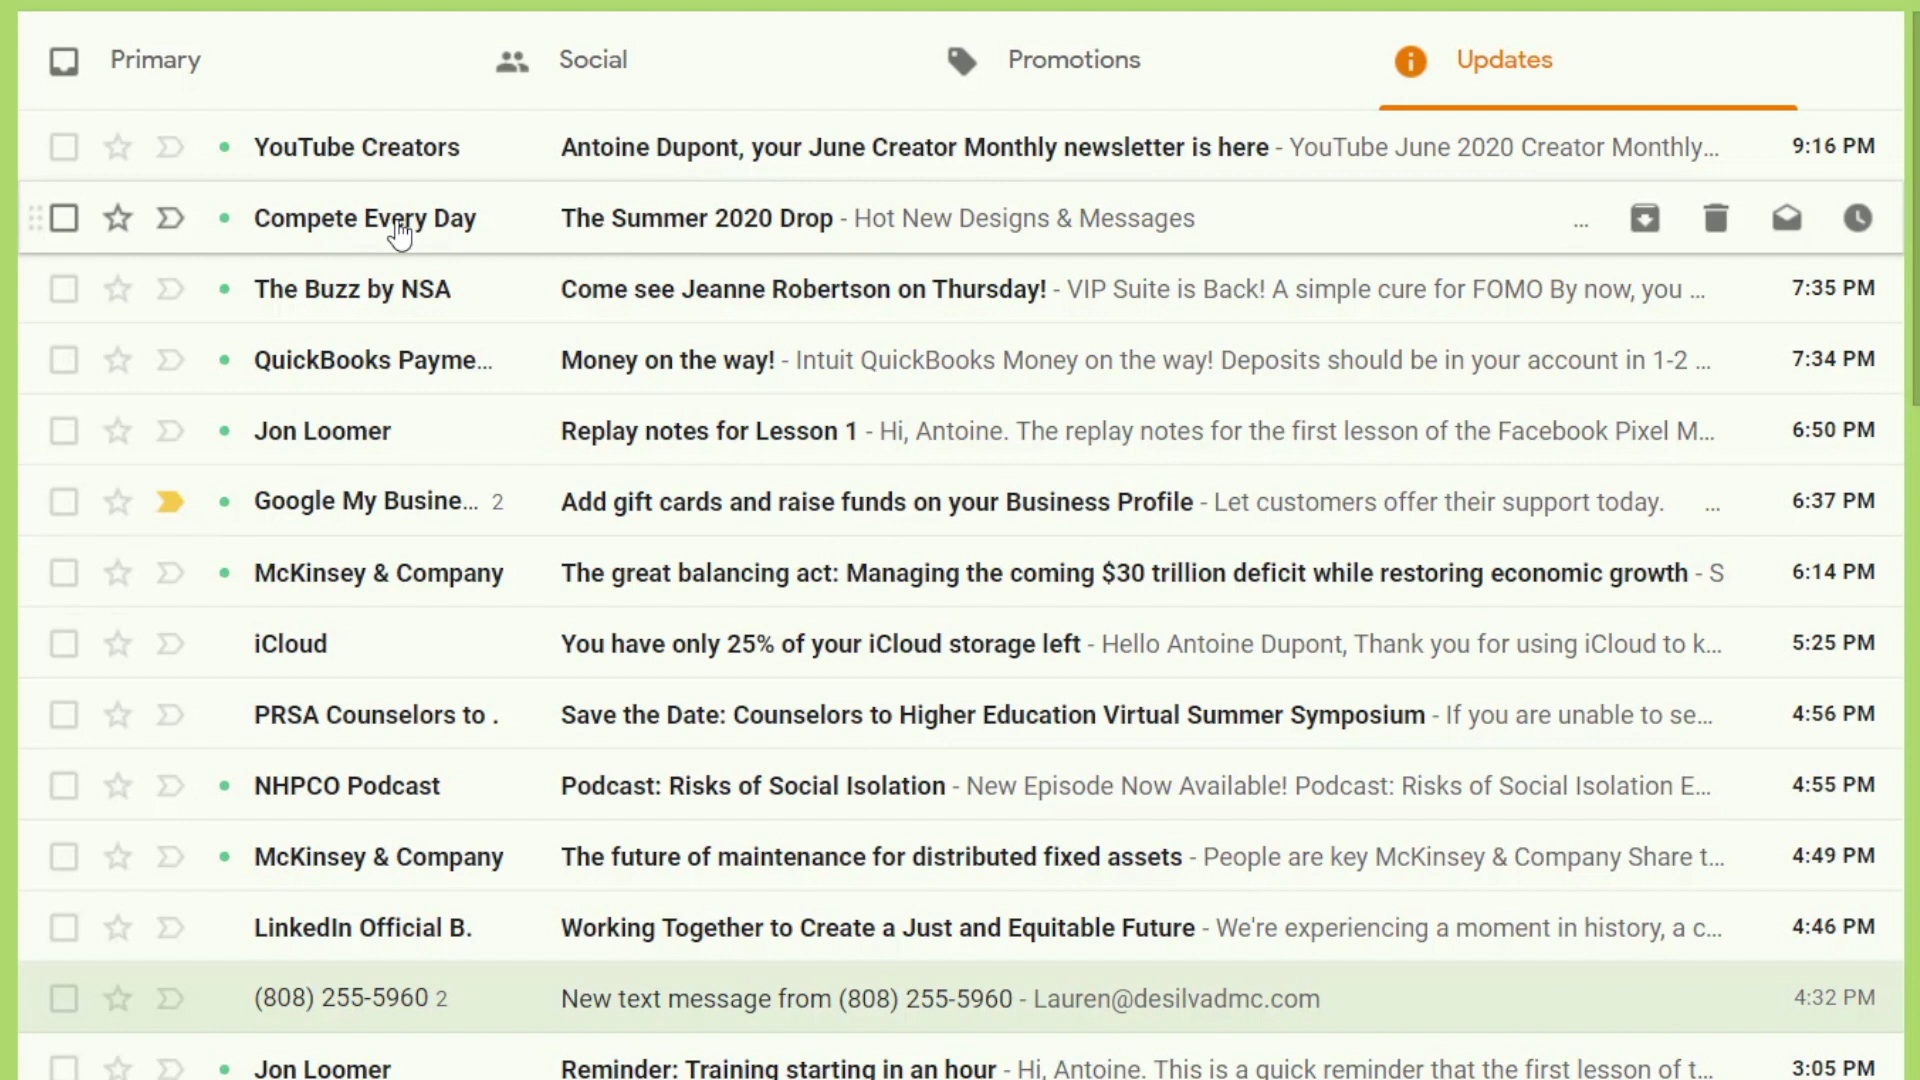 Primary Social Promotions Updates
YouTube Creators Antoine Dupont, your June Creator Monthly newsletter is here - YouTube June 2020 Creator Monthly... 9:16 PM
Compete Every Day The Summer 2020 Drop - Hot New Designs & Messages ...
The Buzz by NSA Come see Jeanne Robertson on Thursday! - VIP Suite is Back! A simple cure for FOMO By now, you ... 7:35 PM
QuickBooks Payme... Money on the way! - Intuit QuickBooks Money on the way! Deposits should be in your account in 1-2 ... 7:34 PM
Jon Loomer Replay notes for Lesson 1 - Hi, Antoine. The replay notes for the first lesson of the Facebook Pixel M... 6:50 PM
Google My Busine... 2 Add gift cards and raise funds on your Business Profile - Let customers offer their support today. ... 6:37 PM
McKinsey & Company The great balancing act: Managing the coming $30 trillion deficit while restoring economic growth - S 6:14 PM
iCloud You have only 25% of your iCloud storage left - Hello Antoine Dupont, Thank you for using iCloud to k... 5:25 PM
PRSA Counselors to . Save the Date: Counselors to Higher Education Virtual Summer Symposium - If you are unable to se... 4:56 PM
NHPCO Podcast Podcast: Risks of Social Isolation - New Episode Now Available! Podcast: Risks of Social Isolation E... 4:55 PM
McKinsey & Company The future of maintenance for distributed fixed assets - People are key McKinsey & Company Share t... 4:49 PM
LinkedIn Official B. Working Together to Create a Just and Equitable Future - We're experiencing a moment in history, a c... 4:46 PM
(808) 255-5960 2 New text message from (808) 255-5960 - Lauren@desilvadmc.com 4:32 PM
Jon Loomer Reminder: Training starting in an hour - Hi, Antoine. This is a quick reminder that the first lesson of t... 3:05 PM